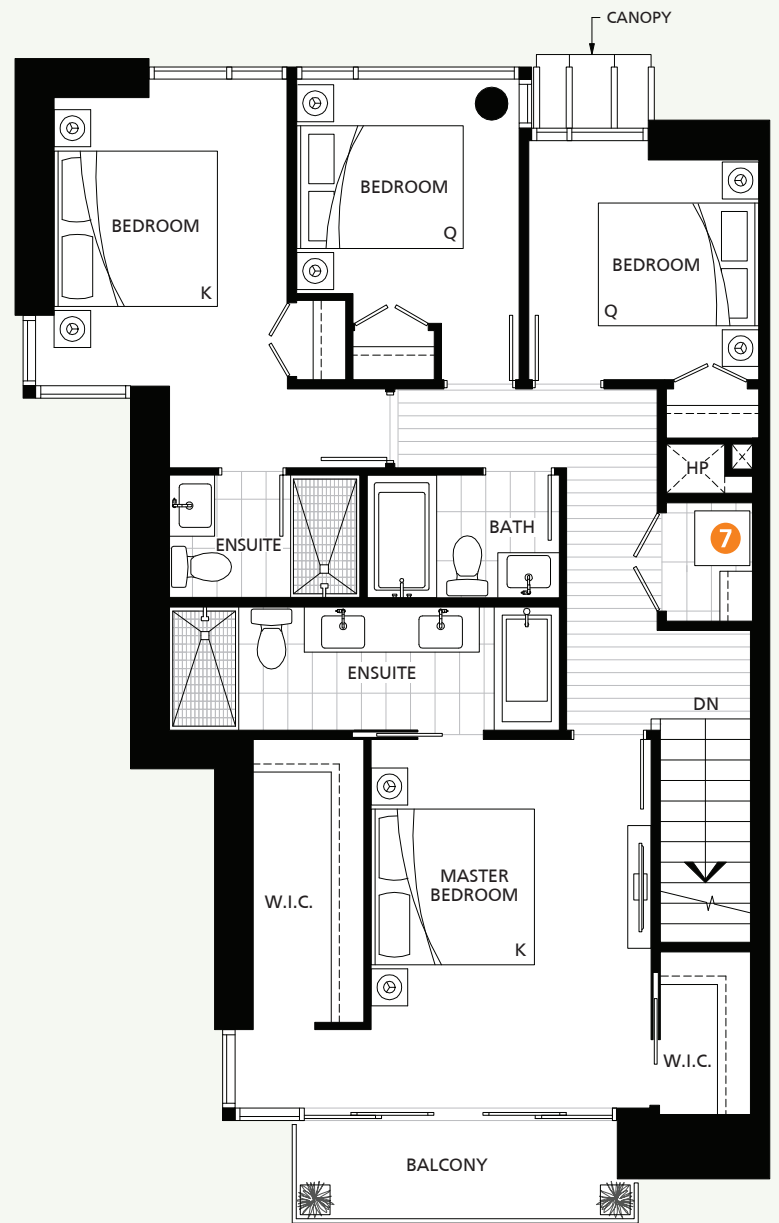 CANOPY
BEDROOM
K
BEDROOM
Q
BEDROOM
Q
HP
x
7
ENSUITE
BATH
ENSUITE
DN
W.I.C.
MASTER
BEDROOM
K
W.I.C.
BALCONY